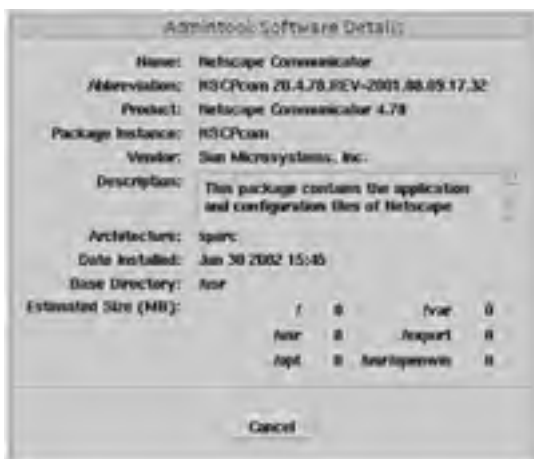 Admintool: Software Details
Name: Netscape Communicator
Abbreviation: NSCPcom 20.4.78,REV=2001.08.09.17.32
Product: Netscape Communicator 4.78
Package Instance: NSCPcom
Vendor: Sun Microsystems, Inc.
Description: This package contains the application
and configuration files of Netscape
Architecture: sparc
Date Installed: Jun 30 2002 15:45
Base Directory: /usr
Estimated Size (MB): / 0 /var 0
/usr 0 /export 0
/opt 0 /usr/openwin 0
Cancel